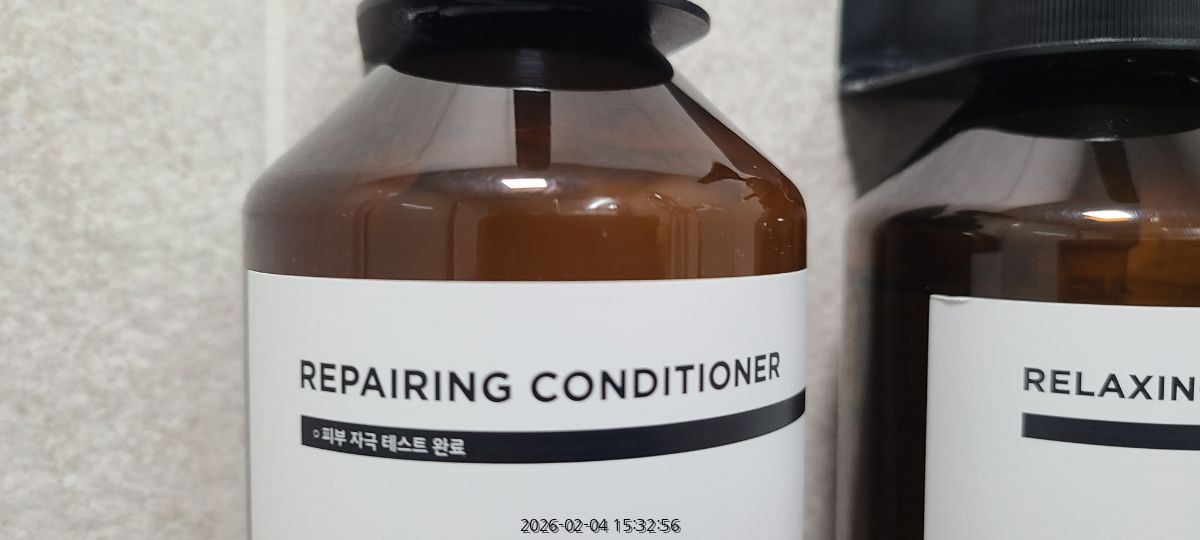 REPAIRING CONDITIONER
○피부 자극 테스트 완료
RELAXIN
2026-02-04 15:32:56